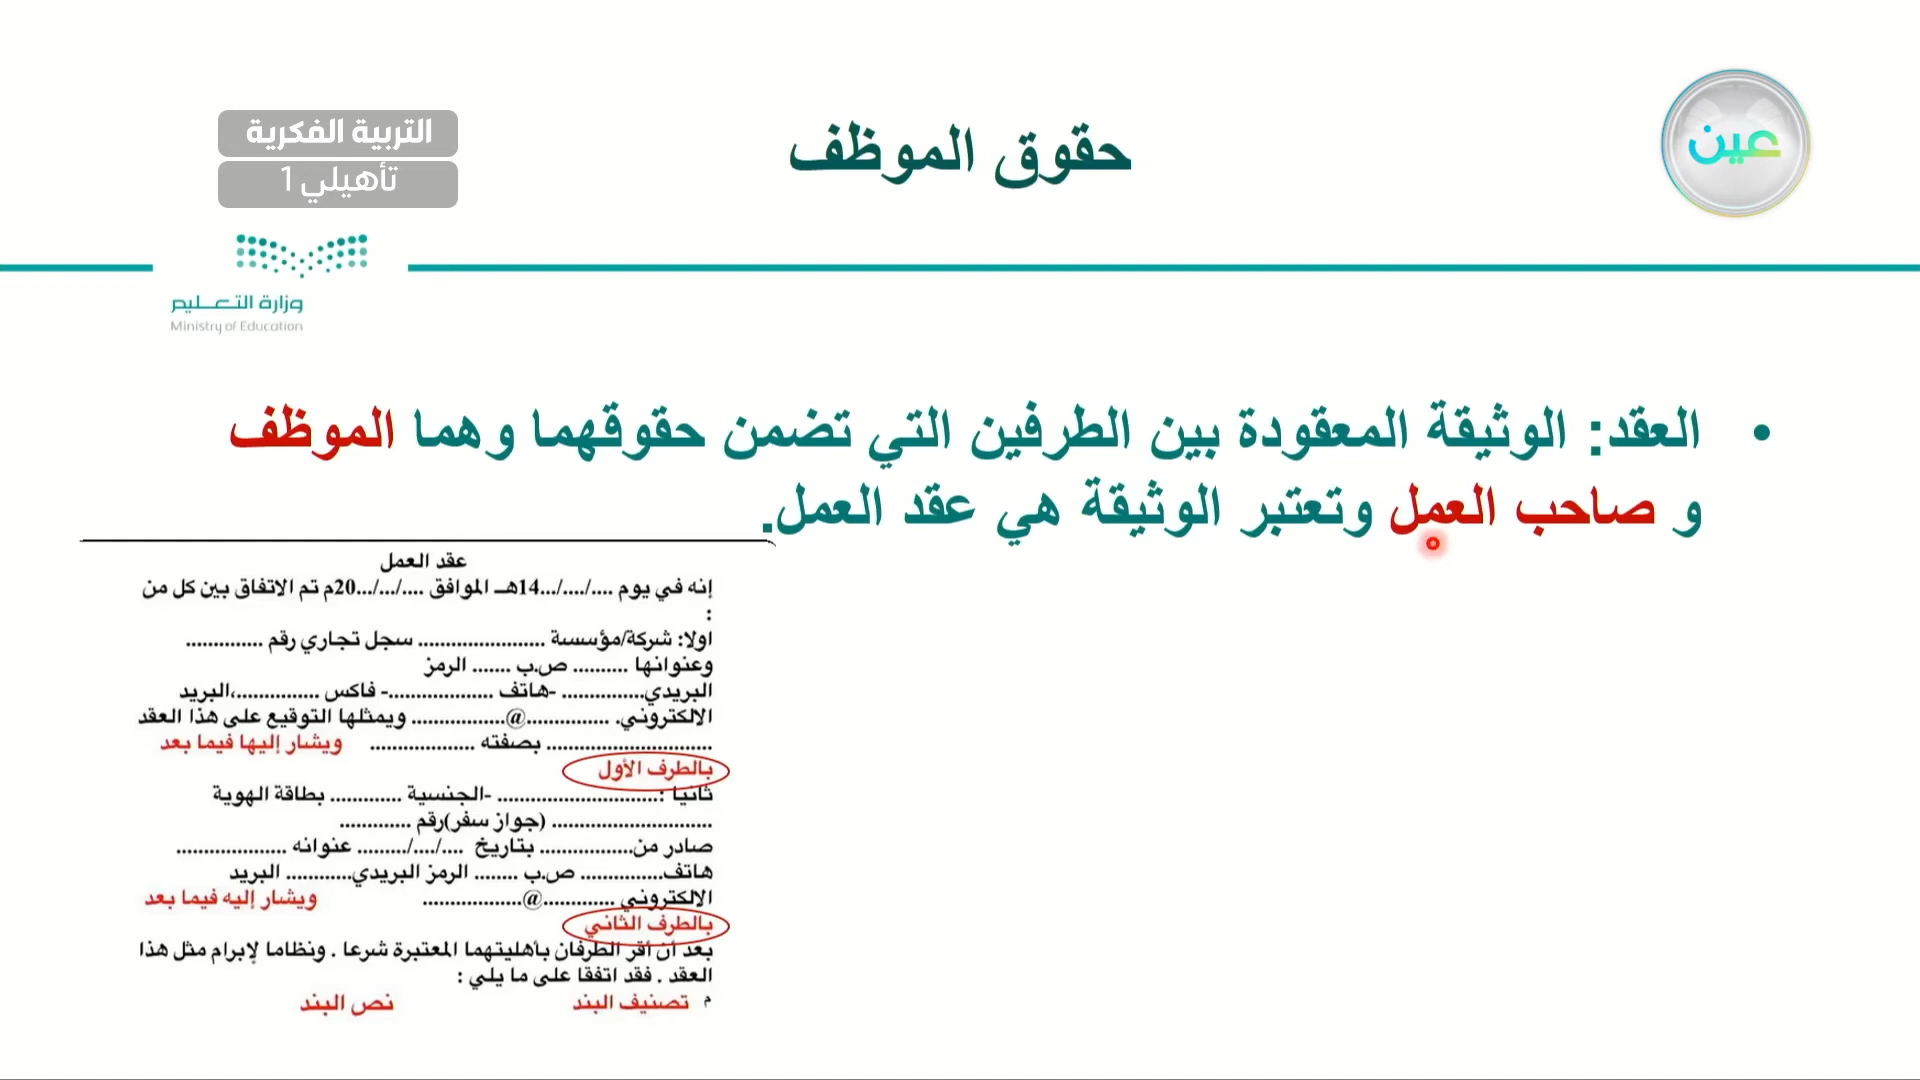 التربية الفكرية
تأهيلي 1
حقوق الموظف
عين
وزارة التعليم
Ministry of Education
• العقد: الوثيقة المعقودة بين الطرفين التي تضمن حقوقهما وهما الموظف
و صاحب العمل وتعتبر الوثيقة هي عقد العمل.
عقد العمل
إنه في يوم ..../..../...14هـ الموافق ..../.../...20م تم الاتفاق بين كل من
:
اولا: شركة/مؤسسة ....................... سجل تجاري رقم ..............
وعنوانها .......... ص.ب ....... الرمز
البريدي............... -هاتف ...................- فاكس ...............،البريد
الالكتروني. ...............@................. ويمثلها التوقيع على هذا العقد
.............................. بصفته ................... ويشار إليها فيما بعد
بالطرف الأول
ثانيا :............................. -الجنسية ............. بطاقة الهوية
............................. (جواز سفر)رقم .............
صادر من................. بتاريخ ..../..../......... عنوانه ....................
هاتف............... ص.ب ........ الرمز البريدي............ البريد
الالكتروني .............@.................. ويشار إليه فيما بعد
بالطرف الثاني
بعد أن أقر الطرفان بأهليتهما المعتبرة شرعا . ونظاما لإبرام مثل هذا
العقد . فقد اتفقا على ما يلي :
م تصنيف البند نص البند